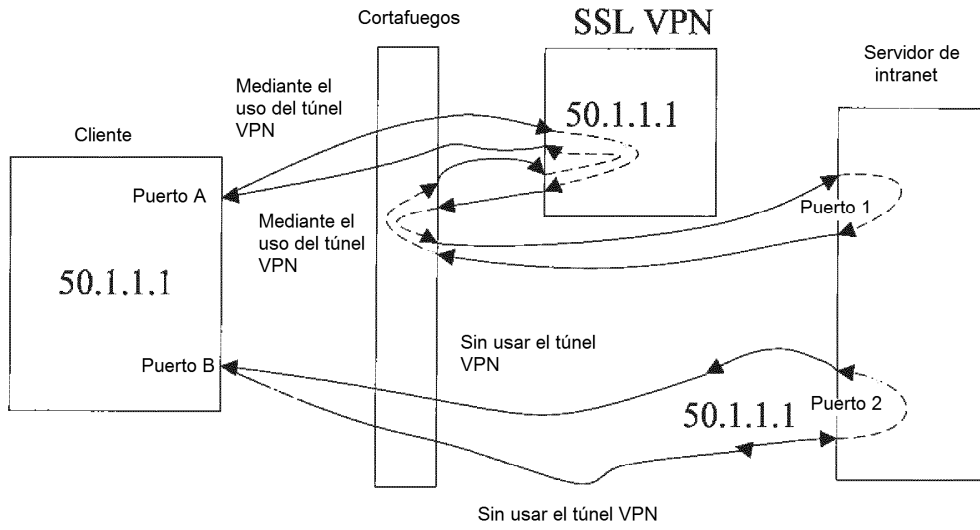 Cortafuegos
SSL VPN
Servidor de
intranet
Mediante el
uso del túnel
VPN
50.1.1.1
Cliente
Puerto A
Mediante el
uso del túnel
VPN
Puerto 1
50.1.1.1
Sin usar el túnel
VPN
Puerto B
50.1.1.1
Puerto 2
Sin usar el túnel VPN